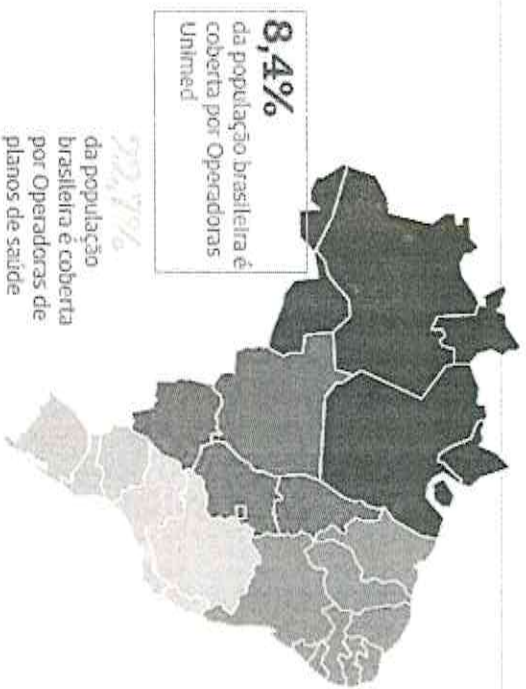 8,4%
da população brasileira é
coberta por Operadoras
Unimed
da população
brasileira é coberta
por Operadoras de
planos de saúde